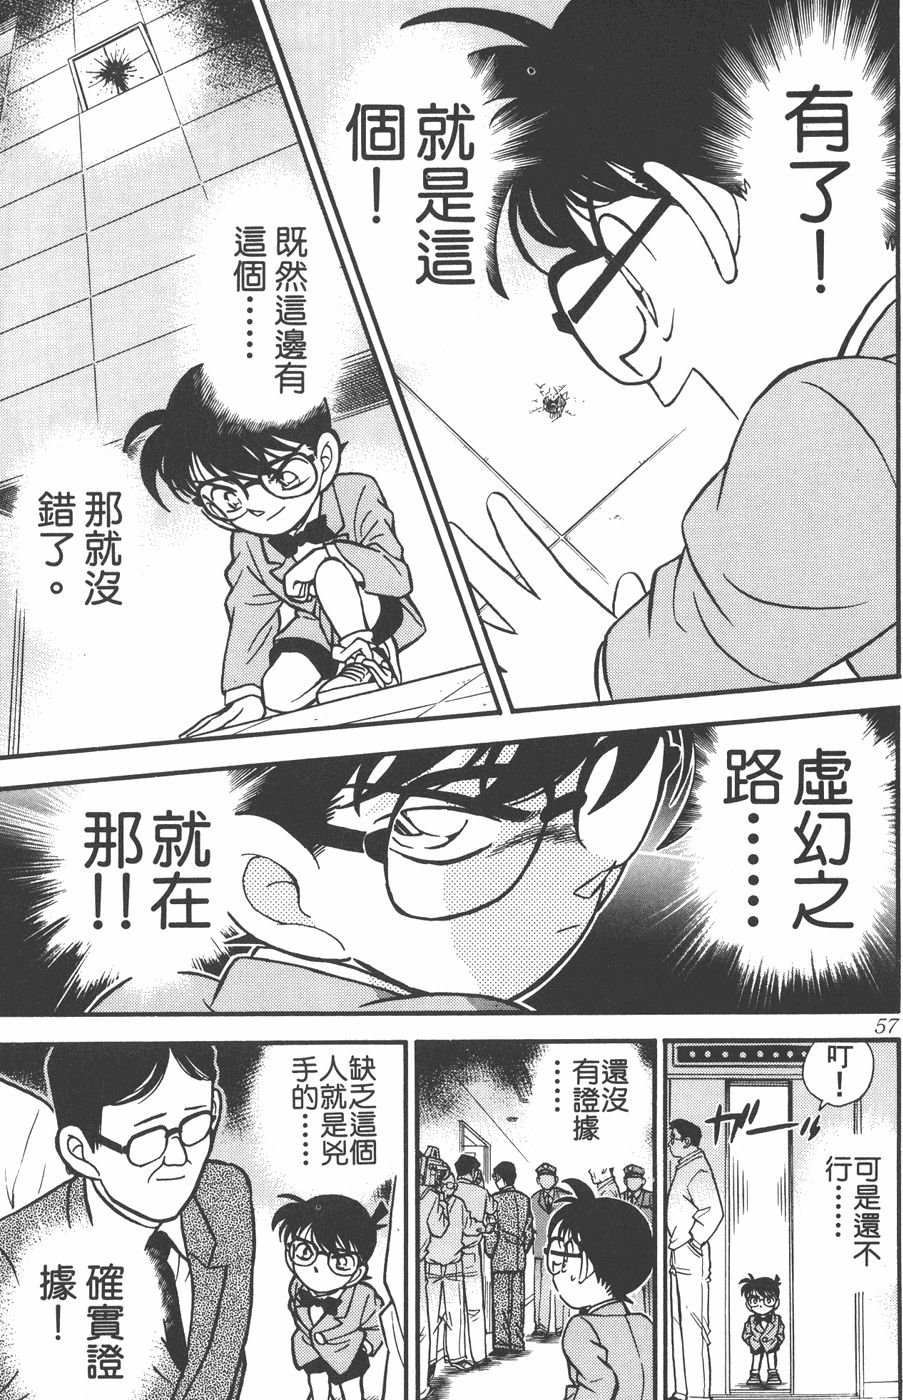 有了！
就是這
個！
既然這邊有
這個……
那就沒
錯了。
虛幻之
路……
就在
那!!
57
叮！
可是還不
行……
ガーッ
還沒
有證據
……
缺乏這個
人就是兇
手的……
確實證
據！